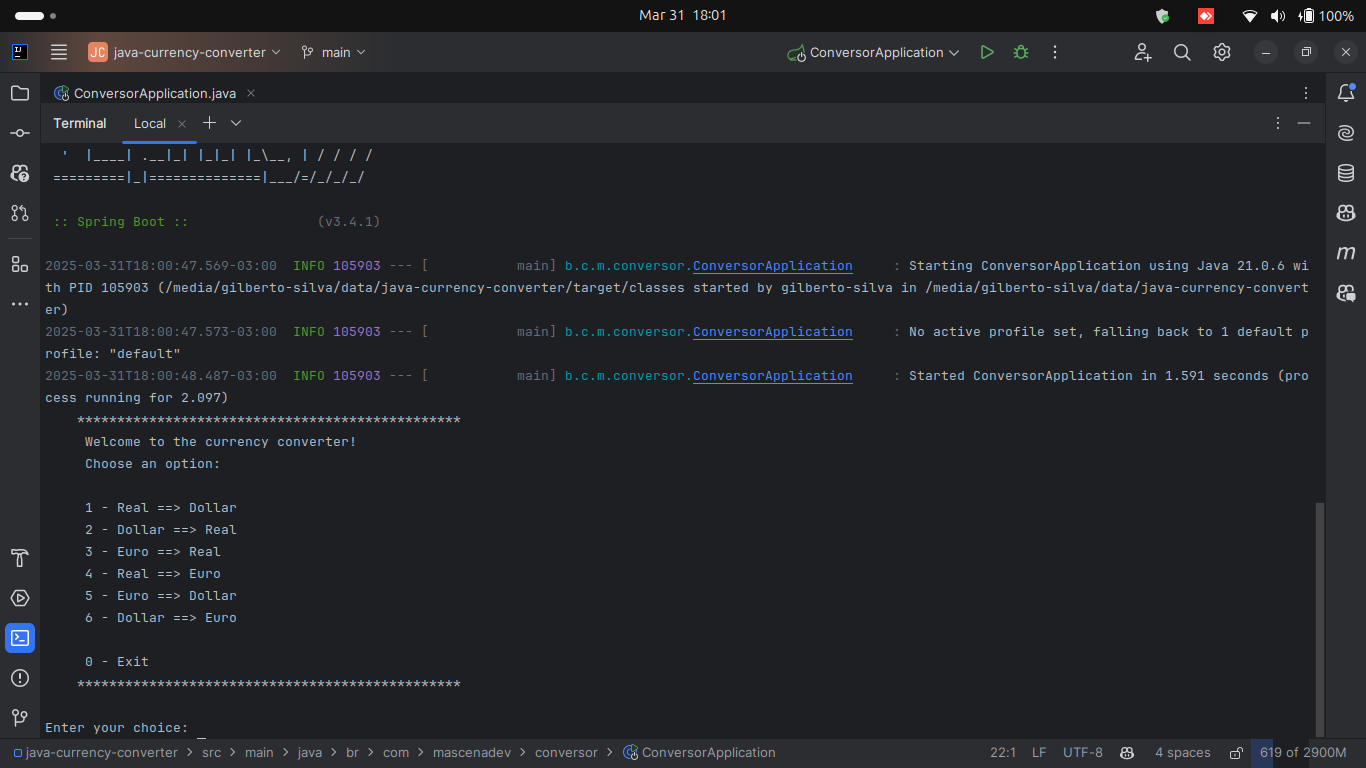 Mar 31 18:01
100%
JC java-currency-converter main ConversorApplication
ConversorApplication.java
Terminal Local
' |____| .__|_| |_|_| |_\__, | / / / /
=========|_|==============|___/=/_/_/_/
:: Spring Boot :: (v3.4.1)
2025-03-31T18:00:47.569-03:00 INFO 105903 --- [ main] b.c.m.conversor.ConversorApplication : Starting ConversorApplication using Java 21.0.6 wi
th PID 105903 (/media/gilberto-silva/data/java-currency-converter/target/classes started by gilberto-silva in /media/gilberto-silva/data/java-currency-convert
er)
2025-03-31T18:00:47.573-03:00 INFO 105903 --- [ main] b.c.m.conversor.ConversorApplication : No active profile set, falling back to 1 default p
rofile: "default"
2025-03-31T18:00:48.487-03:00 INFO 105903 --- [ main] b.c.m.conversor.ConversorApplication : Started ConversorApplication in 1.591 seconds (pro
cess running for 2.097)
************************************************
Welcome to the currency converter!
Choose an option:
1 - Real ==> Dollar
2 - Dollar ==> Real
3 - Euro ==> Real
4 - Real ==> Euro
5 - Euro ==> Dollar
6 - Dollar ==> Euro
0 - Exit
************************************************
Enter your choice:
java-currency-converter > src > main > java > br > com > mascenadev > conversor > ConversorApplication 22:1 LF UTF-8 4 spaces 619 of 2900M